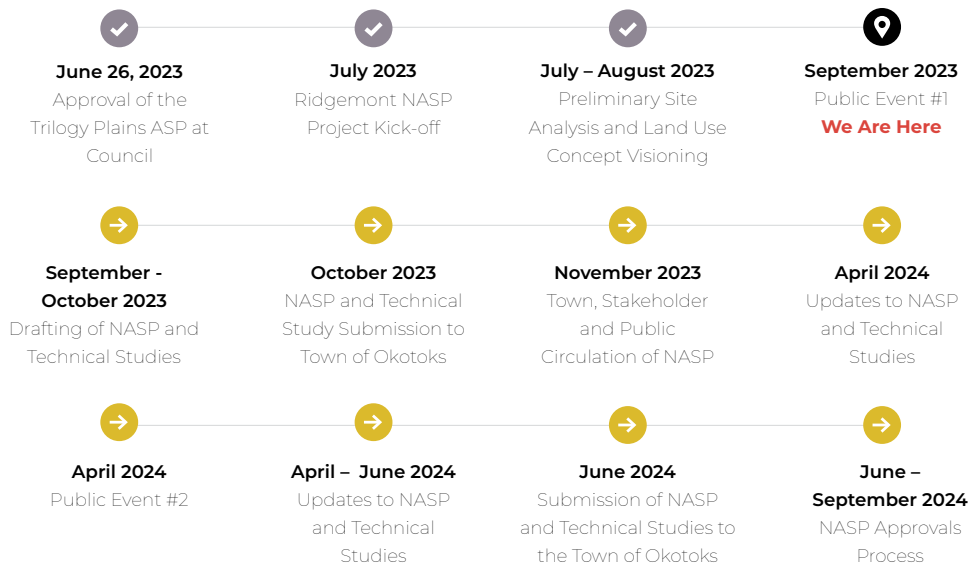 June 26, 2023
Approval of the
Trilogy Plains ASP at
Council
July 2023
Ridgemont NASP
Project Kick-off
July – August 2023
Preliminary Site
Analysis and Land Use
Concept Visioning
September 2023
Public Event #1
We Are Here
September -
October 2023
Drafting of NASP and
Technical Studies
October 2023
NASP and Technical
Study Submission to
Town of Okotoks
November 2023
Town, Stakeholder
and Public
Circulation of NASP
April 2024
Updates to NASP
and Technical
Studies
April 2024
Public Event #2
April – June 2024
Updates to NASP
and Technical
Studies
June 2024
Submission of NASP
and Technical Studies to
the Town of Okotoks
June –
September 2024
NASP Approvals
Process